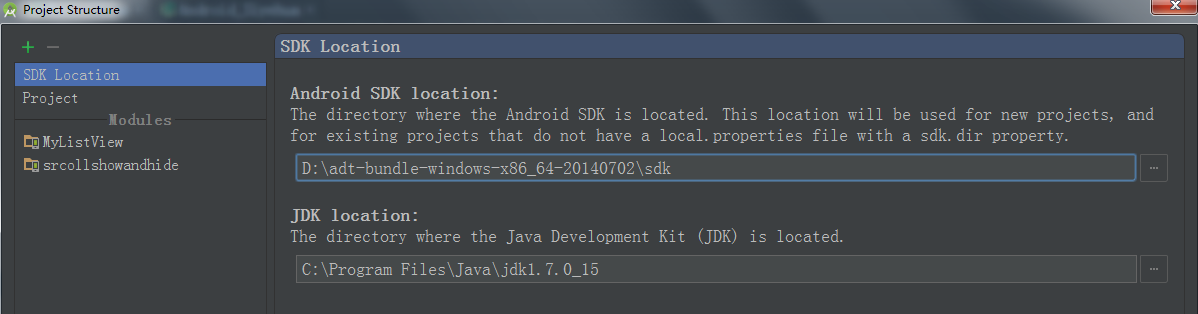 Project Structure
SDK Location
Project
Modules
MyListView
srcollshowandhide
SDK Location
Android SDK location:
The directory where the Android SDK is located. This location will be used for new projects, and
for existing projects that do not have a local.properties file with a sdk.dir property.
D:\adt-bundle-windows-x86_64-20140702\sdk
...
JDK location:
The directory where the Java Development Kit (JDK) is located.
C:\Program Files\Java\jdk1.7.0_15
...